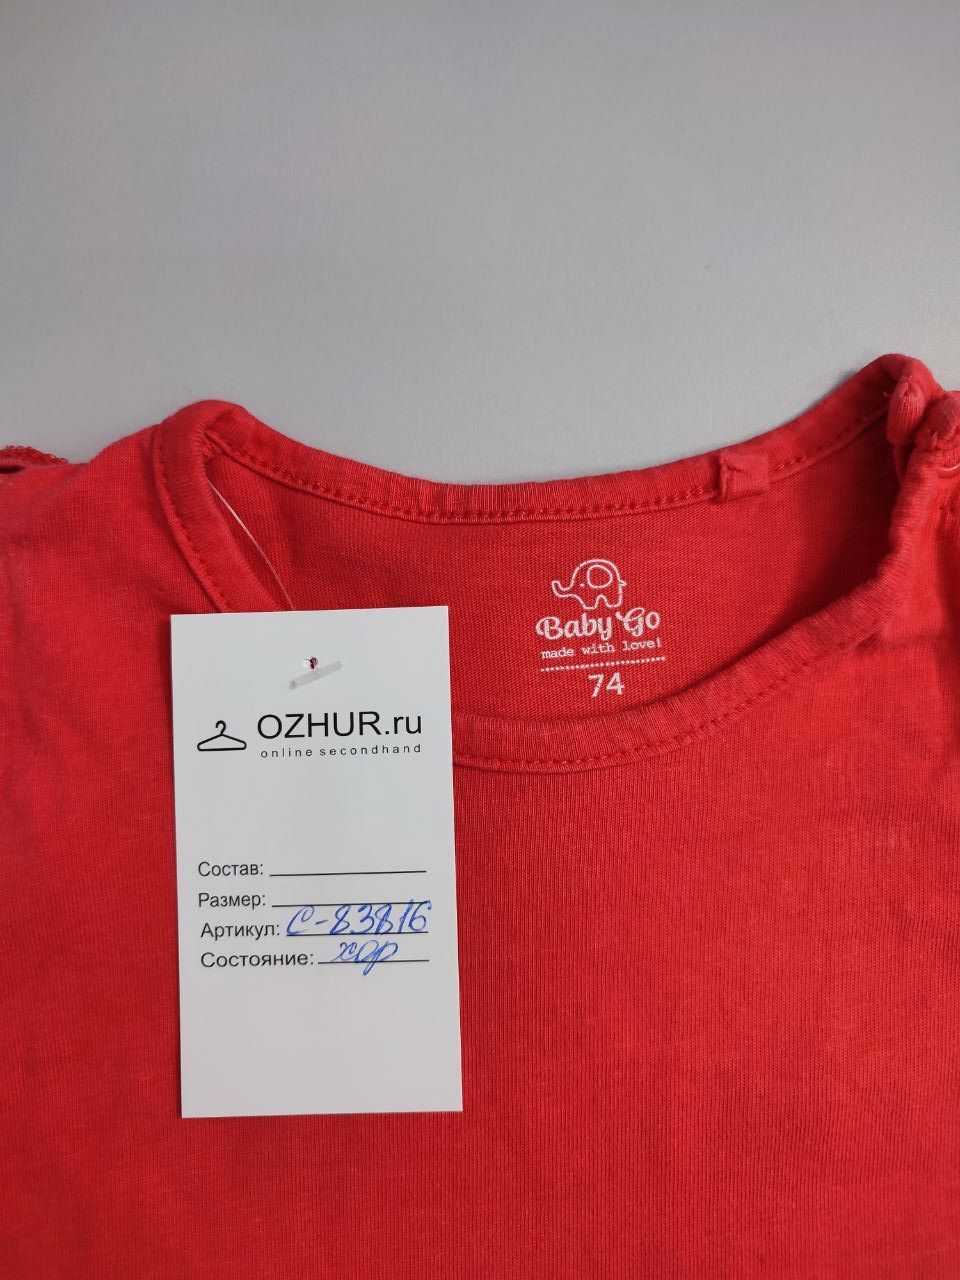 Baby Go
made with love!
74
OZHUR.ru
online secondhand
Состав:
Размер:
Артикул: С-83816
Состояние: хор